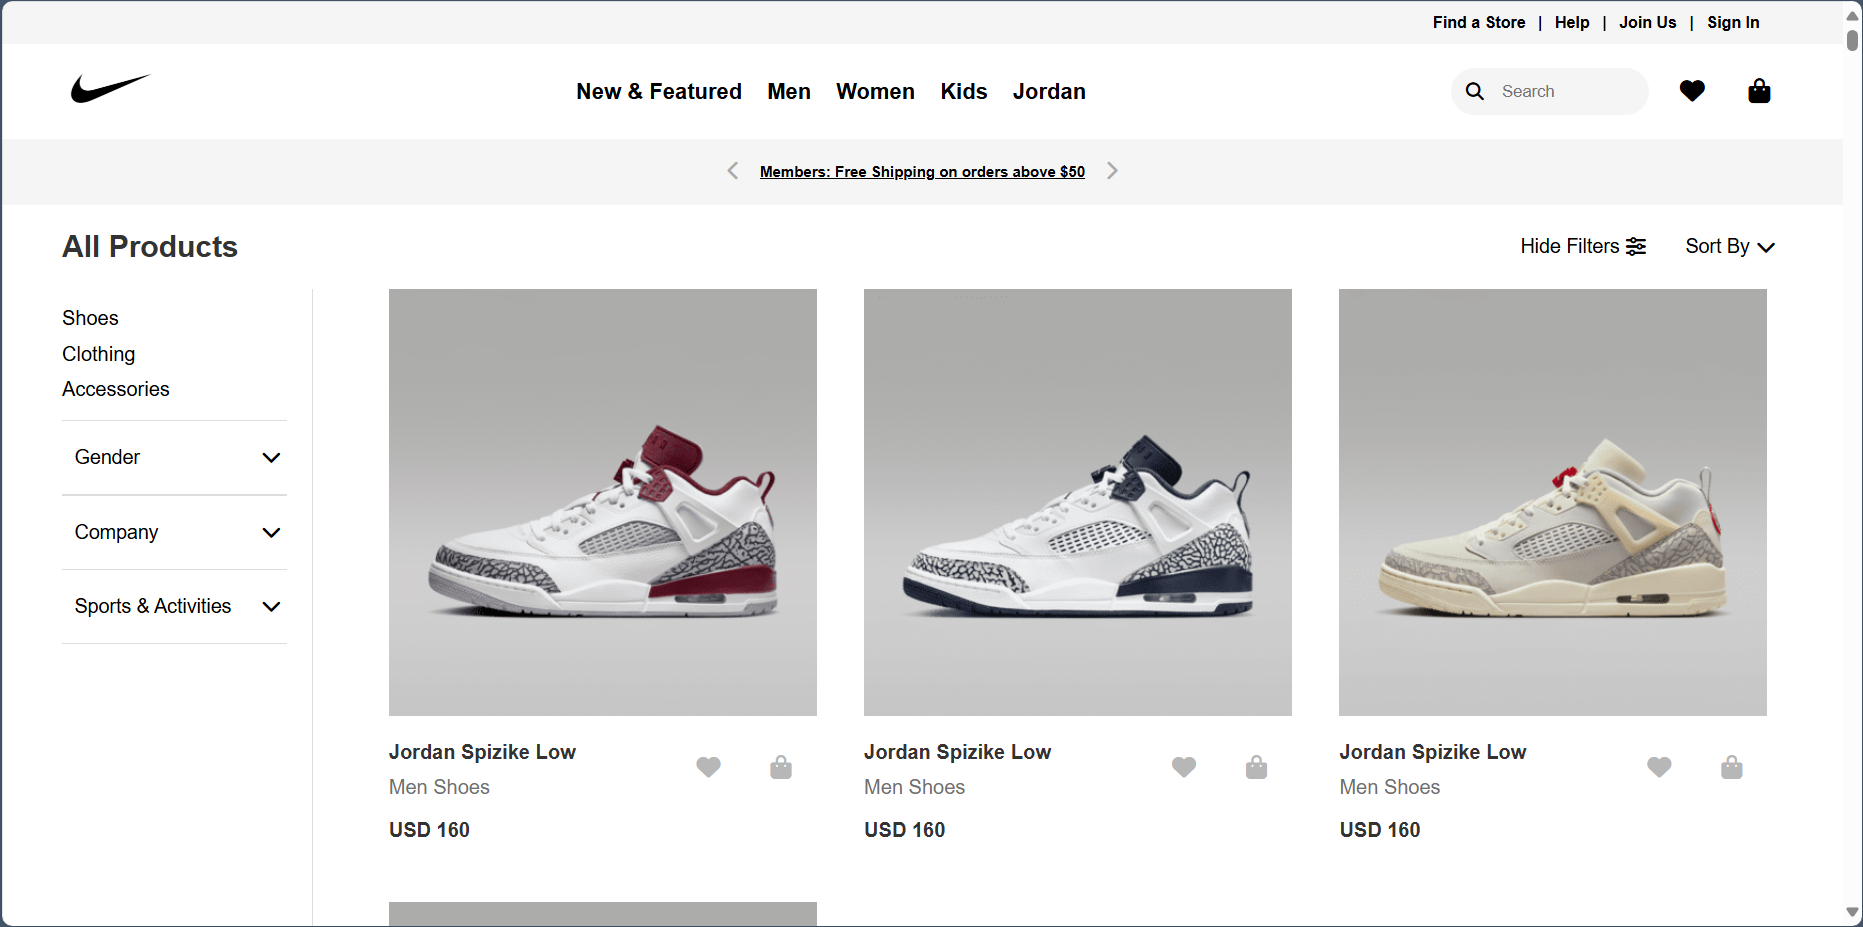 Find a Store | Help | Join Us | Sign In
New & Featured Men Women Kids Jordan
Search
Members: Free Shipping on orders above $50
All Products
Hide Filters
Sort By
Shoes
Clothing
Accessories
Gender
Company
Sports & Activities
Jordan Spizike Low
Men Shoes
USD 160
Jordan Spizike Low
Men Shoes
USD 160
Jordan Spizike Low
Men Shoes
USD 160